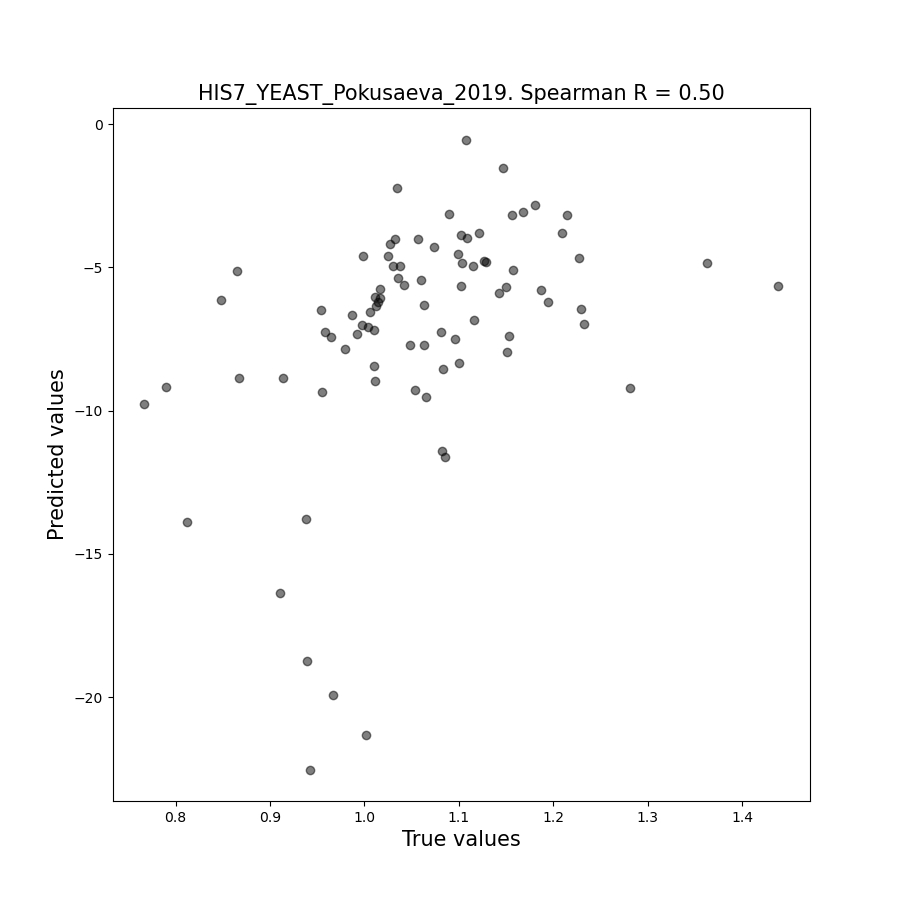 HIS7_YEAST_Pokusaeva_2019. Spearman R = 0.50
0
−5
−10
−15
−20
Predicted values
0.8 0.9 1.0 1.1 1.2 1.3 1.4
True values